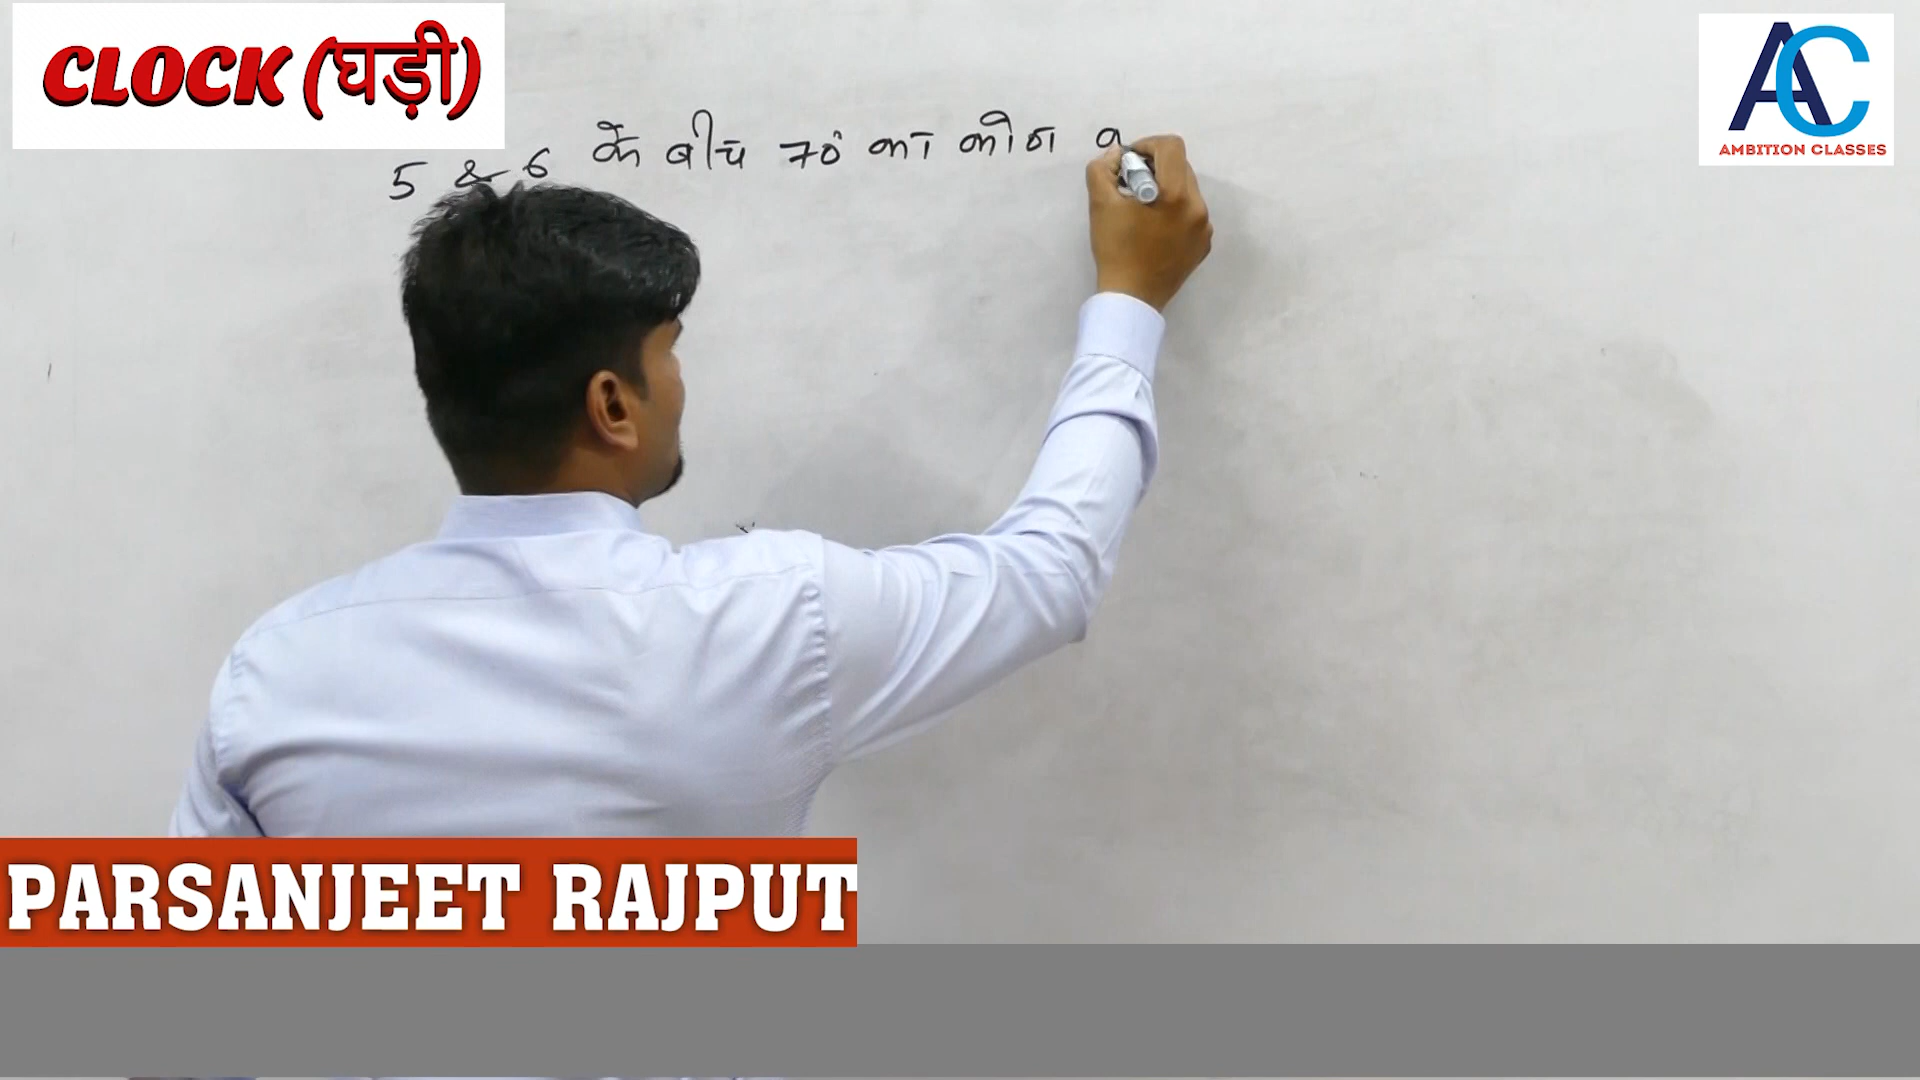 CLOCK (घड़ी)
5 & 6 के बीच 70° का कोण
AC
AMBITION CLASSES
PARSANJEET RAJPUT